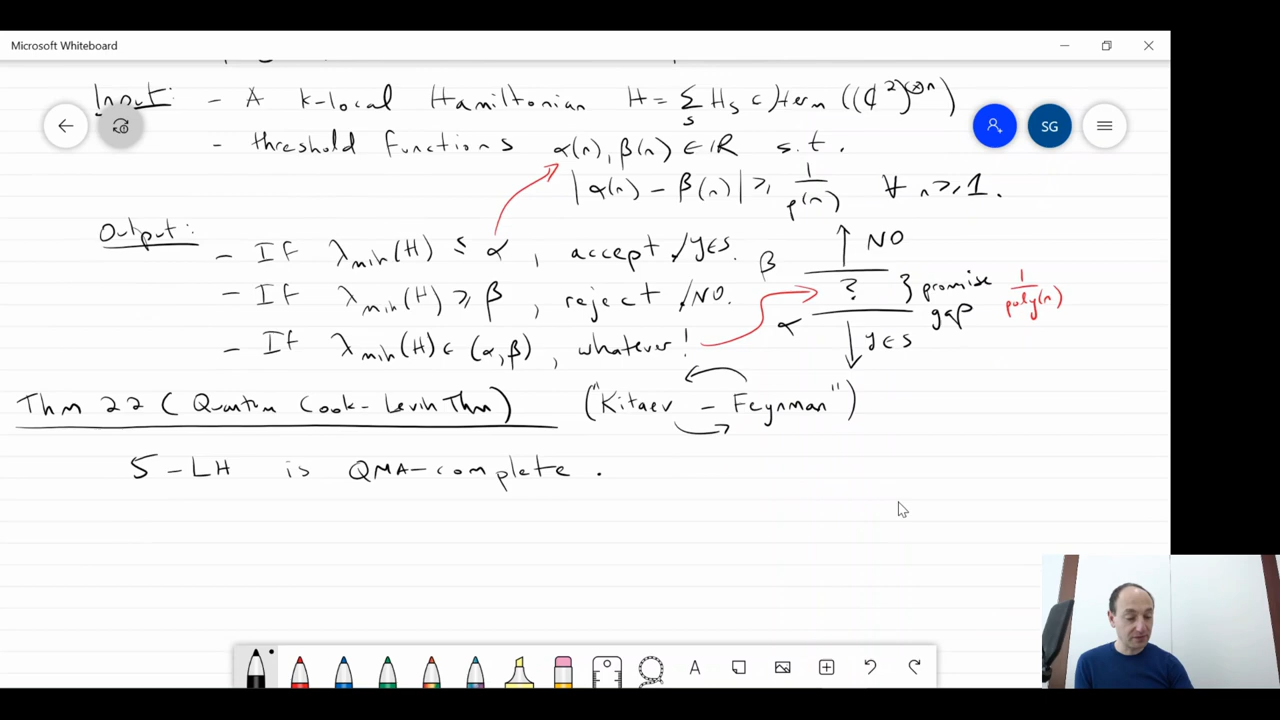 Microsoft Whiteboard
Input: - A k-local Hamiltonian H = ∑_S H_S ∈ Herm ((ℂ²)^⊗n)
SG
- threshold functions α(n), β(n) ∈ ℝ s.t.
|α(n) - β(n)| ≥ 1/p(n) ∀ n ≥ 1.
Output:
- If λmin(H) ≤ α, accept /YES.
- If λmin(H) ≥ β, reject /NO.
- If λmin(H) ∈ (α, β), whatever!
β ↑ NO
? } promise gap 1/poly(n)
α ↓ YES
Thm 22 (Quantum Cook-Levin Thm) ("Kitaev - Feynman")
5-LH is QMA-complete.
A